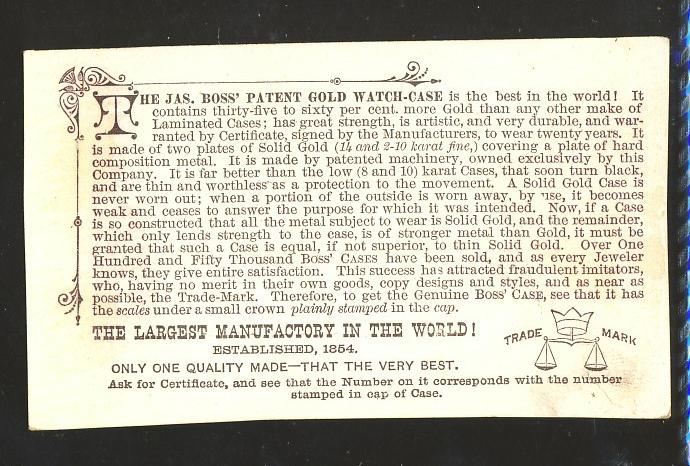 THE JAS. BOSS' PATENT GOLD WATCH-CASE is the best in the world! It
contains thirty-five to sixty per cent. more Gold than any other make of
Laminated Cases; has great strength, is artistic, and very durable, and war-
ranted by Certificate, signed by the Manufacturers, to wear twenty years. It
is made of two plates of Solid Gold (14 and 2-10 karat fine,) covering a plate of hard
composition metal. It is made by patented machinery, owned exclusively by this
Company. It is far better than the low (8 and 10) karat Cases, that soon turn black,
and are thin and worthless as a protection to the movement. A Solid Gold Case is
never worn out; when a portion of the outside is worn away, by use, it becomes
weak and ceases to answer the purpose for which it was intended. Now, if a Case
is so constructed that all the metal subject to wear is Solid Gold, and the remainder,
which only lends strength to the case, is of stronger metal than Gold, it must be
granted that such a Case is equal, if not superior, to thin Solid Gold. Over One
Hundred and Fifty Thousand BOSS' CASES have been sold, and as every Jeweler
knows, they give entire satisfaction. This success has attracted fraudulent imitators,
who, having no merit in their own goods, copy designs and styles, and as near as
possible, the Trade-Mark. Therefore, to get the Genuine BOSS' CASE, see that it has
the scales under a small crown plainly stamped in the cap.
THE LARGEST MANUFACTORY IN THE WORLD!
ESTABLISHED, 1854.
ONLY ONE QUALITY MADE—THAT THE VERY BEST.
Ask for Certificate, and see that the Number on it corresponds with the number
stamped in cap of Case.
TRADE MARK